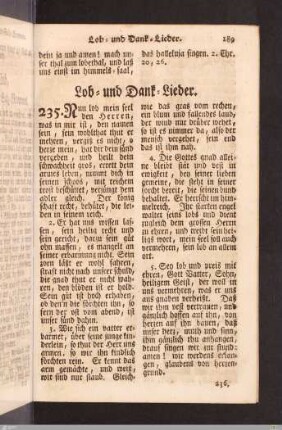 Lob- und Dank-Lieder. 289
dein ja und amen! mach un-
ser thal zum lobethal, und laß
uns einst im himmels-saal,
das halleluja singen. 2. Chr.
20, 26.
Lob- und Dank-Lieder.
235. Nun lob mein seel
den Herren,
was in mir ist, den namen
sein, sein wohlthat thut er
mehren, vergiß es nicht, o
herze mein, hat dir dein sünd
vergeben, und heilt dein
schwachheit groß, errett dein
armes leben, nimmt dich in
seinen schoß, mit reichem
trost beschüttet, verjüngt dem
adler gleich. Der könig
schaft recht, behütet, die lei-
den in seinem reich.
2. Er hat uns wissen las-
sen, sein heilig recht und
sein gericht, darzu sein güt
ohn massen, es mangelt an
seiner erbarmung nicht. Sein
zorn läßt er wohl fahren,
straft nicht nach unser schuld,
die gnad thut er nicht spah-
ren, den blöden ist er hold.
Sein güt ist hoch erhaben,
ob den'n die förchten ihn, so
fern der ost vom abend, ist
unser sünd dahin.
3. Wie sich ein vatter er-
barmet, über seine junge kin-
derlein, so thut der Herr uns
armen, so wir ihn kindlich
förchten rein. Er kennt das
arm gemächte, und weiß,
wir sind nur staub. Gleich-
wie das gras vom rechen,
ein blum und fallendes laub,
der wind nur drüber wehet,
so ist es nimmer da, also der
mensch vergehet, sein end
das ist ihm nah.
4. Die Gottes gnad allei-
ne bleibt stät und vest in
ewigkeit, bey seiner lieben
gemeine, die steht in seiner
forcht bereit, die seinen bund
behalten. Er herrscht im him-
melreich. Ihr starken engel
waltet seins lobs und dient
zugleich dem grossen Herrn
zu ehren, und treibt sein hei-
ligs wort, mein seel soll auch
vermehren, sein lob an allem
ort.
5. Sey lob und preis mit
ehren, Gott Vatter, Sohn,
heiligem Geist, der woll in
uns vermehren, was er uns
aus gnaden verheißt. Daß
wir ihm vest vertrauen, und
gänzlich hoffen auf ihn, von
herzen auf ihn bauen, daß
unser herz, muth und sinn,
ihm gänzlich thu anhangen,
drauf singen wir zur stund:
amen! wir werdens erlan-
gen, glauben von herzen-
grund.
236.